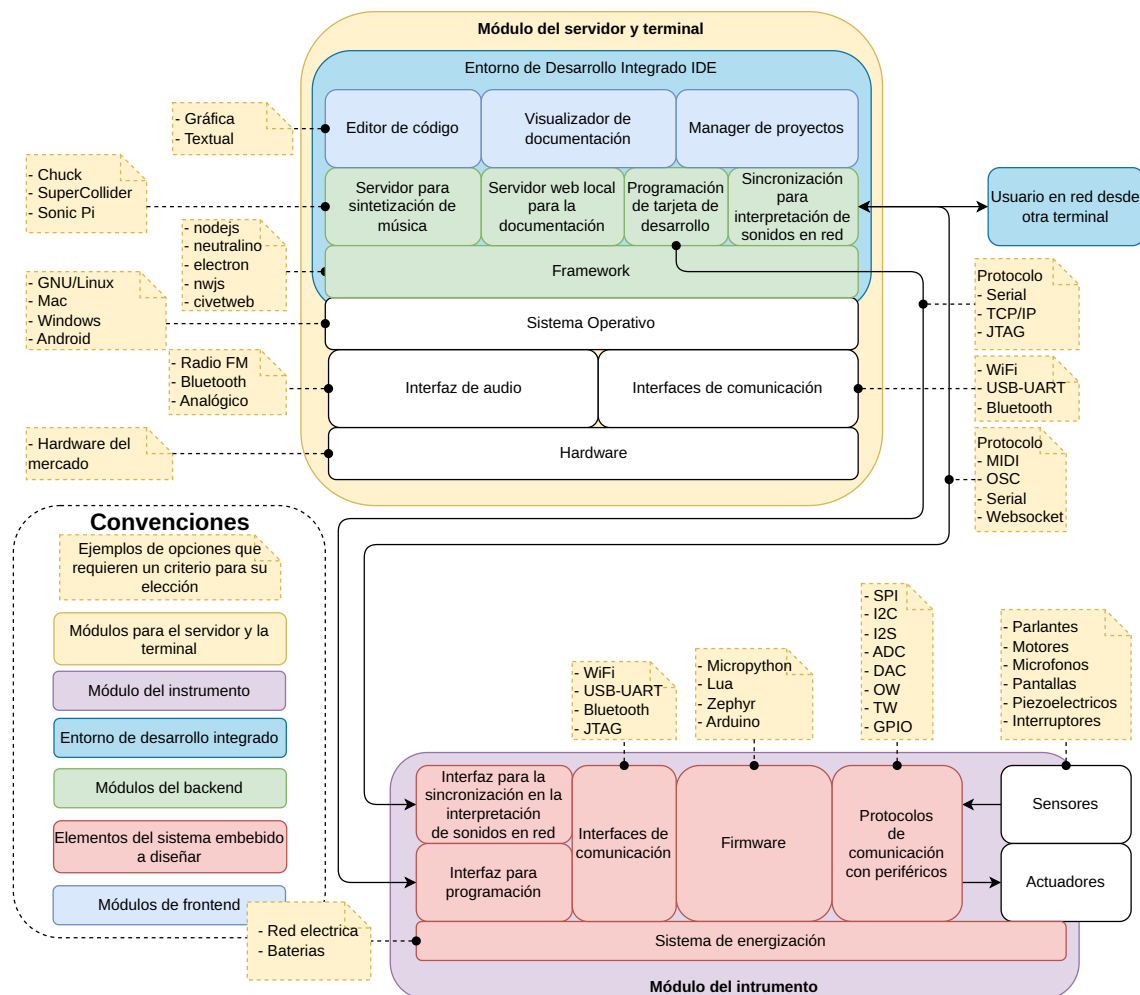 Módulo del servidor y terminal
Entorno de Desarrollo Integrado IDE
- Gráfica
- Textual
Editor de código
Visualizador de
documentación
Manager de proyectos
- Chuck
- SuperCollider
- Sonic Pi
Servidor para
sintetización de
música
Servidor web local
para la
documentación
Programación
de tarjeta de
desarrollo
Sincronización
para
interpretación de
sonidos en red
Usuario en red desde
otra terminal
- nodejs
- neutralino
- electron
- nwjs
- civetweb
Framework
- GNU/Linux
- Mac
- Windows
- Android
Sistema Operativo
Protocolo
- Serial
- TCP/IP
- JTAG
- Radio FM
- Bluetooth
- Analógico
Interfaz de audio
Interfaces de comunicación
- WiFi
- USB-UART
- Bluetooth
- Hardware del
mercado
Hardware
Protocolo
- MIDI
- OSC
- Serial
- Websocket
Convenciones
Ejemplos de opciones que
requieren un criterio para su
elección
Módulos para el servidor y la
terminal
Módulo del instrumento
Entorno de desarrollo integrado
Módulos del backend
Elementos del sistema embebido
a diseñar
Módulos de frontend
- WiFi
- USB-UART
- Bluetooth
- JTAG
- Micropython
- Lua
- Zephyr
- Arduino
- SPI
- I2C
- I2S
- ADC
- DAC
- OW
- TW
- GPIO
- Parlantes
- Motores
- Microfonos
- Pantallas
- Piezoelectricos
- Interruptores
Interfaz para la
sincronización en la
interpretación
de sonidos en red
Interfaz para
programación
Interfaces de
comunicación
Firmware
Protocolos
de
comunicación
con periféricos
Sensores
Actuadores
- Red electrica
- Baterias
Sistema de energización
Módulo del intrumento